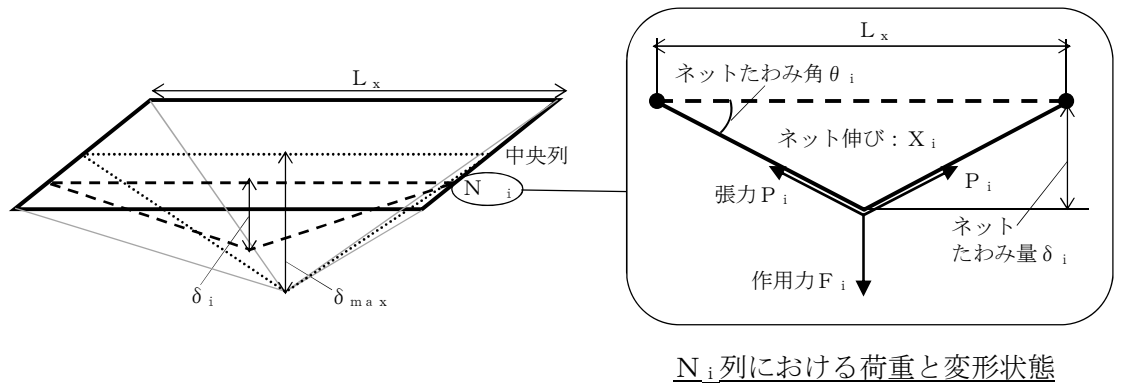 Ｌｘ
中央列
Ｎｉ
δｉ
δｍａｘ
Ｌｘ
ネットたわみ角θｉ
ネット伸び：Ｘｉ
張力Ｐｉ
Ｐｉ
ネット
たわみ量δｉ
作用力Ｆｉ
Ｎｉ列における荷重と変形状態